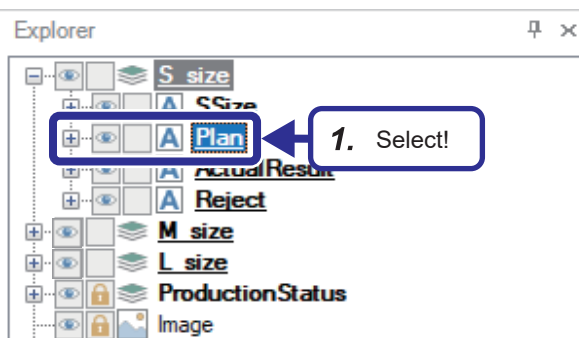 Explorer
S_size
SSize
Plan
1. Select!
ActualResult
Reject
M_size
L_size
ProductionStatus
Image